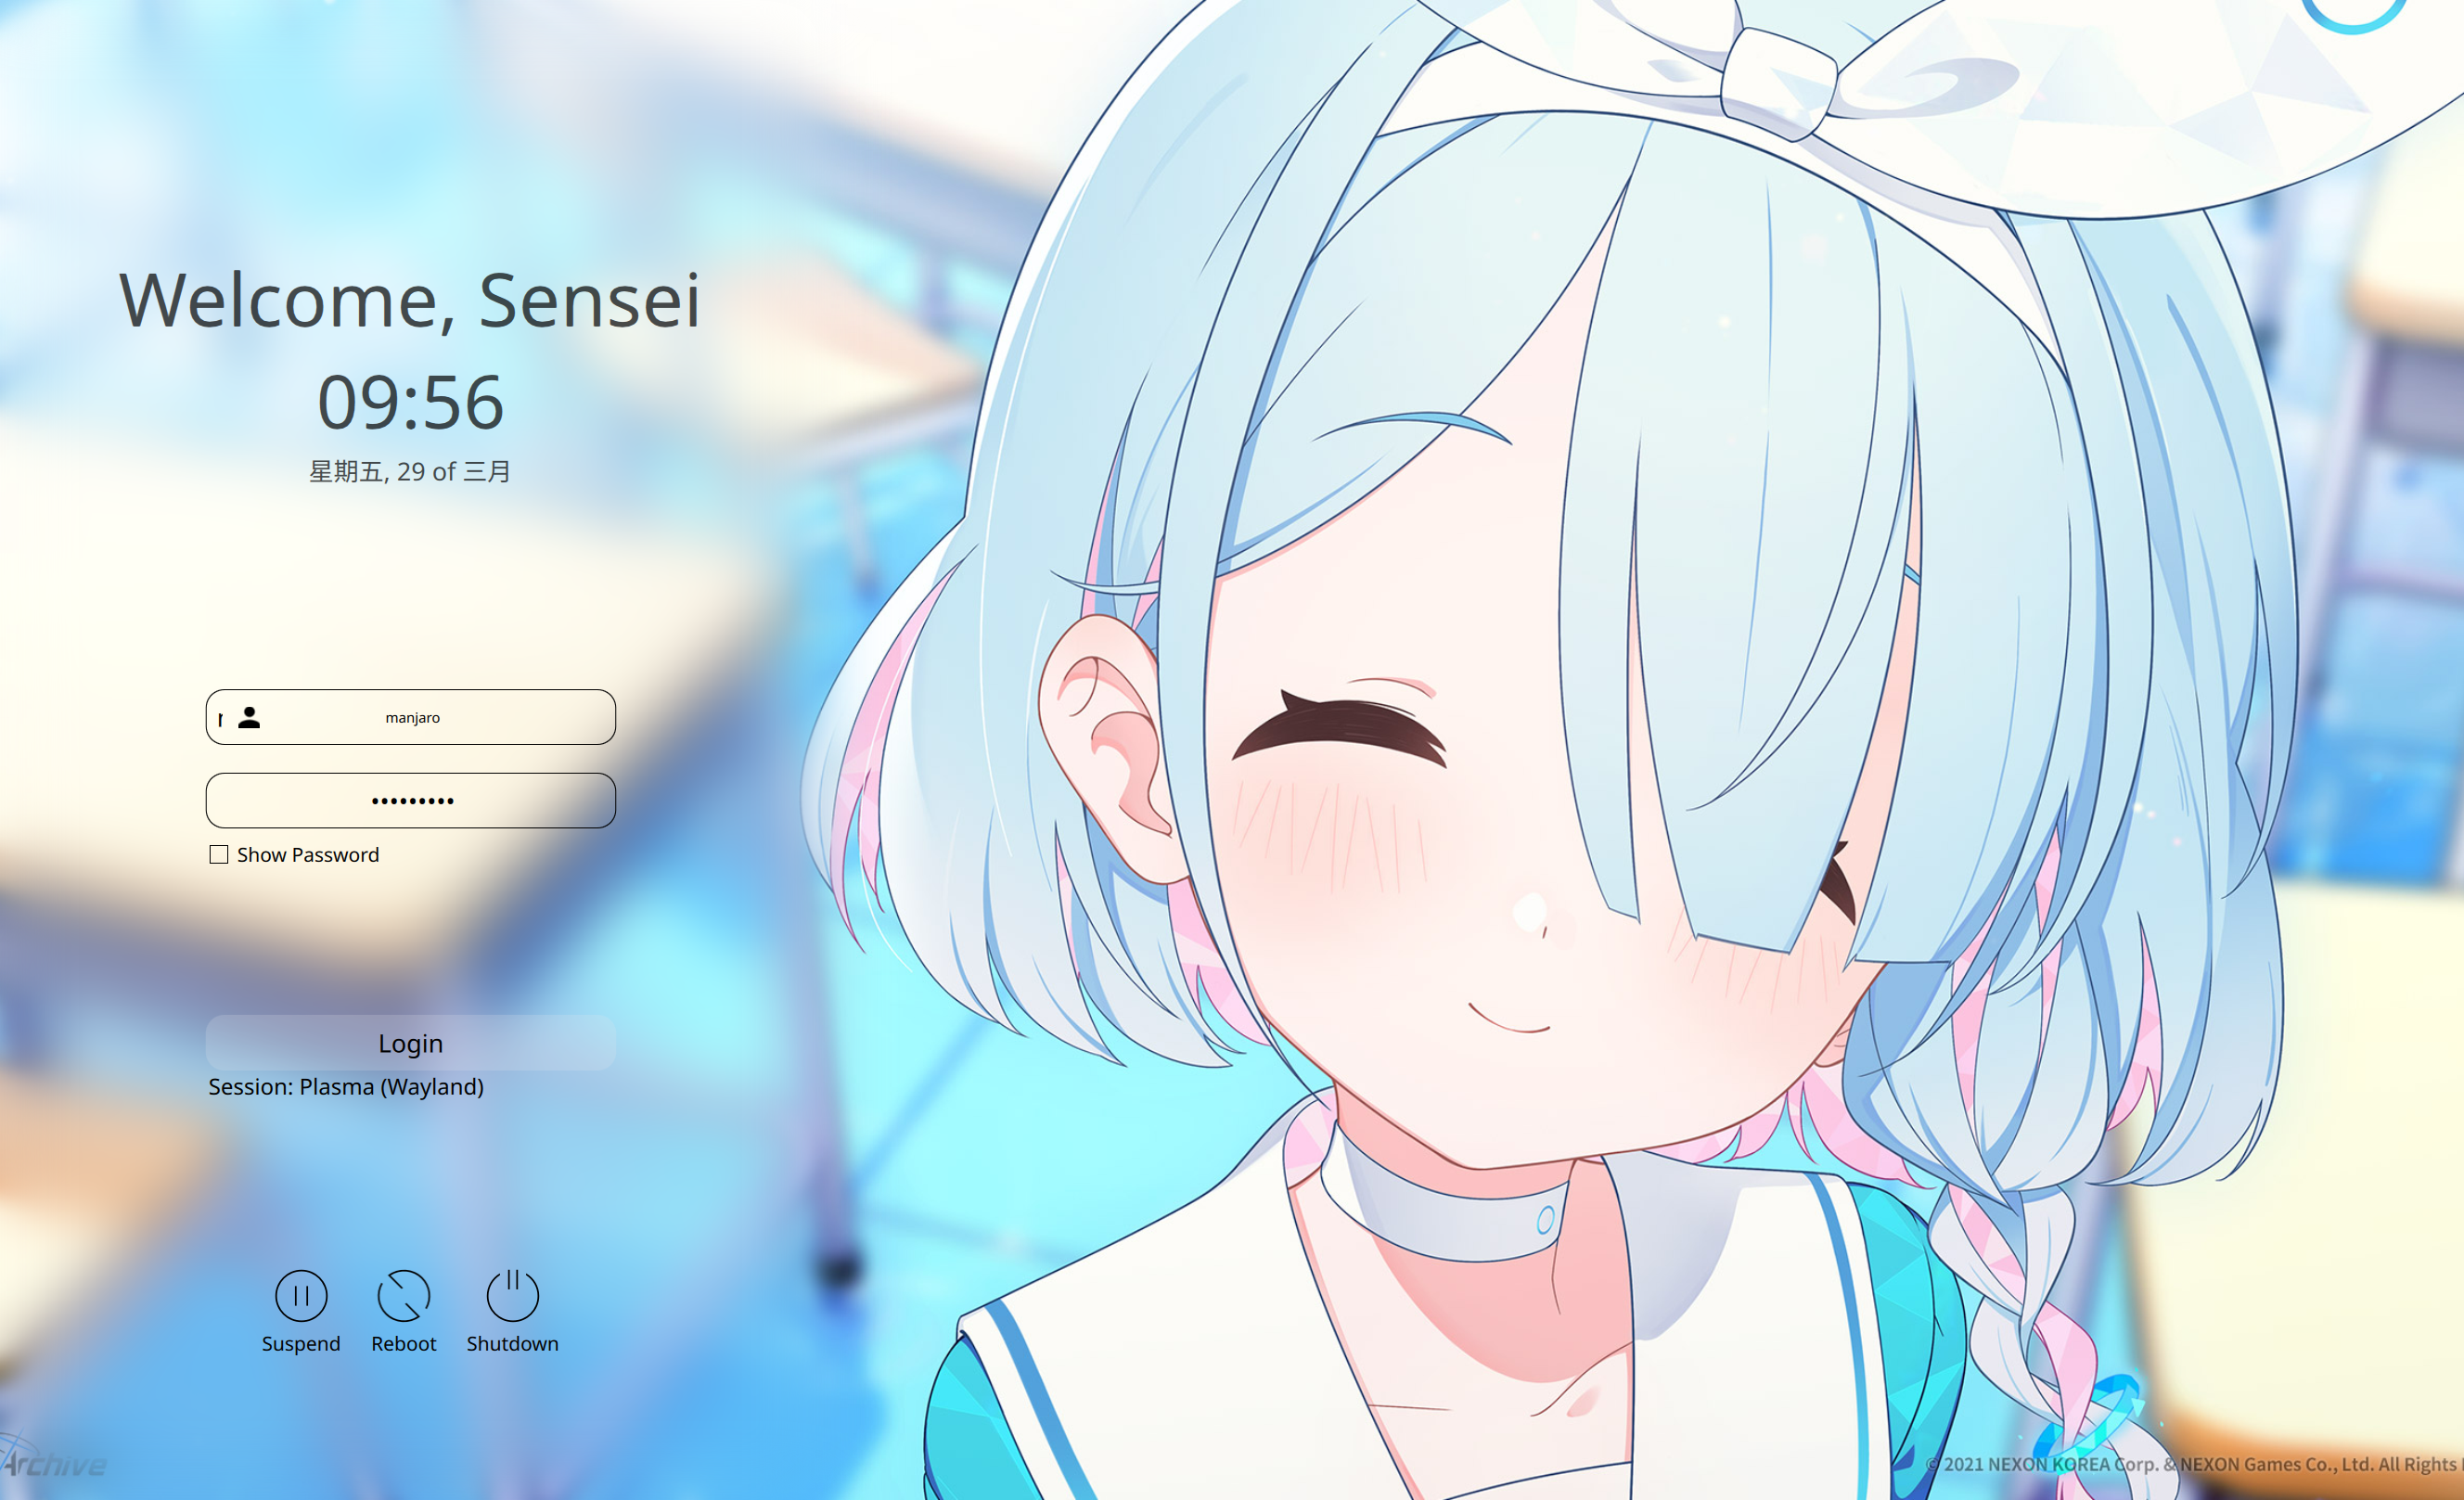 Welcome, Sensei
09:56
星期五, 29 of 三月
manjaro
•••••••••
Show Password
Login
Session: Plasma (Wayland)
Suspend
Reboot
Shutdown
Archive
© 2021 NEXON KOREA Corp. & NEXON Games Co., Ltd. All Rights